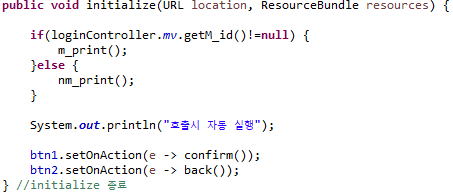 public void initialize(URL location, ResourceBundle resources) {
if(loginController.mv.getM_id()!=null) {
m_print();
}else {
nm_print();
}
System.out.println("호출시 자동 실행");
btn1.setOnAction(e -> confirm());
btn2.setOnAction(e -> back());
} //initialize 종료